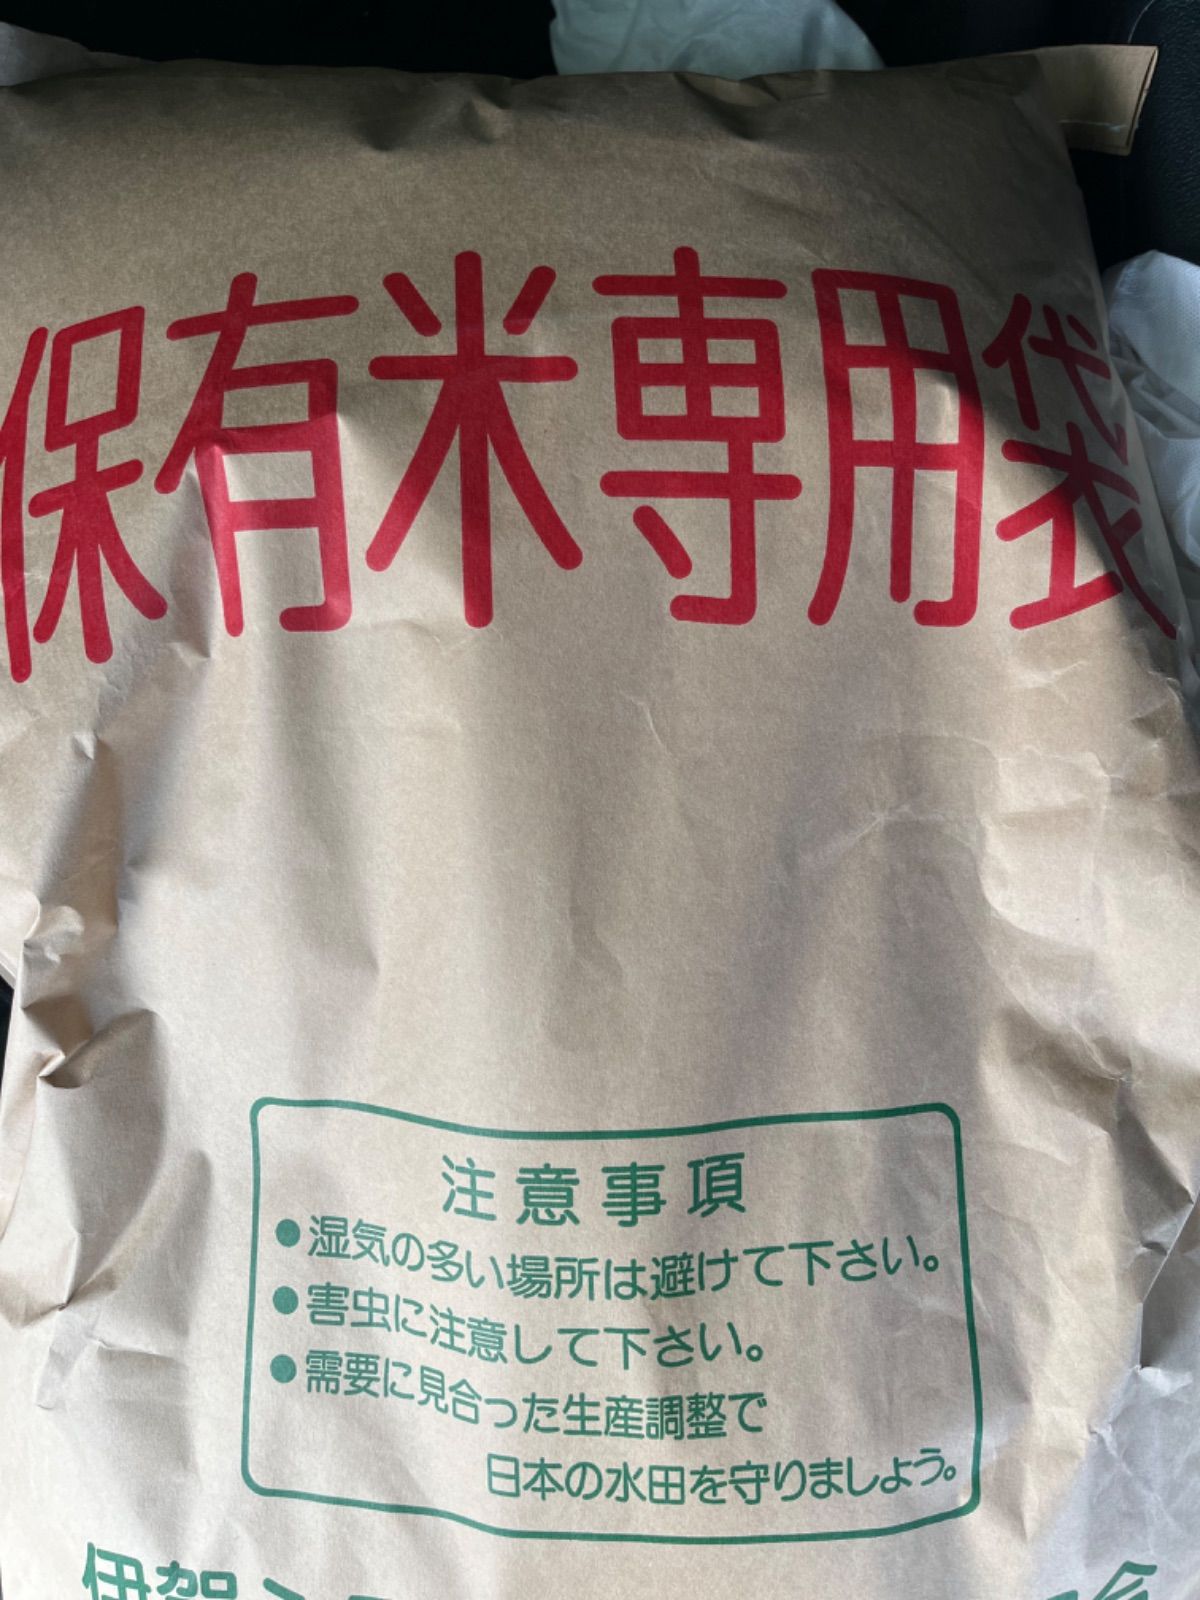 保有米専用袋
注意事項
●湿気の多い場所は避けて下さい。
●害虫に注意して下さい。
●需要に見合った生産調整で
日本の水田を守りましょう。
伊賀